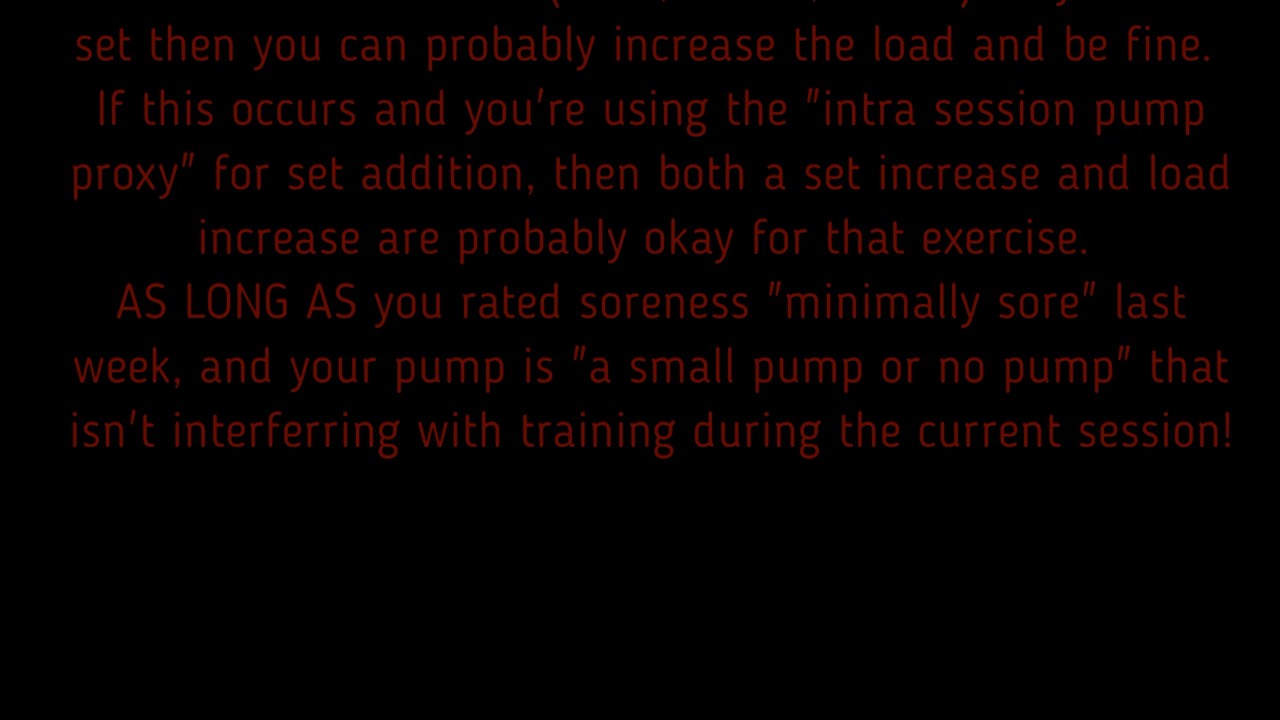 set then you can probably increase the load and be fine.
If this occurs and you're using the "intra session pump
proxy" for set addition, then both a set increase and load
increase are probably okay for that exercise.
AS LONG AS you rated soreness "minimally sore" last
week, and your pump is "a small pump or no pump" that
isn't interferring with training during the current session!